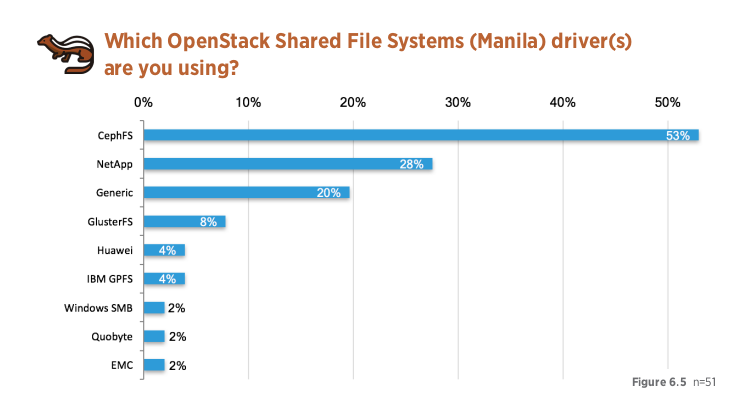 Which OpenStack Shared File Systems (Manila) driver(s)
are you using?
0% 10% 20% 30% 40% 50%
CephFS 53%
NetApp 28%
Generic 20%
GlusterFS 8%
Huawei 4%
IBM GPFS 4%
Windows SMB 2%
Quobyte 2%
EMC 2%
Figure 6.5 n=51